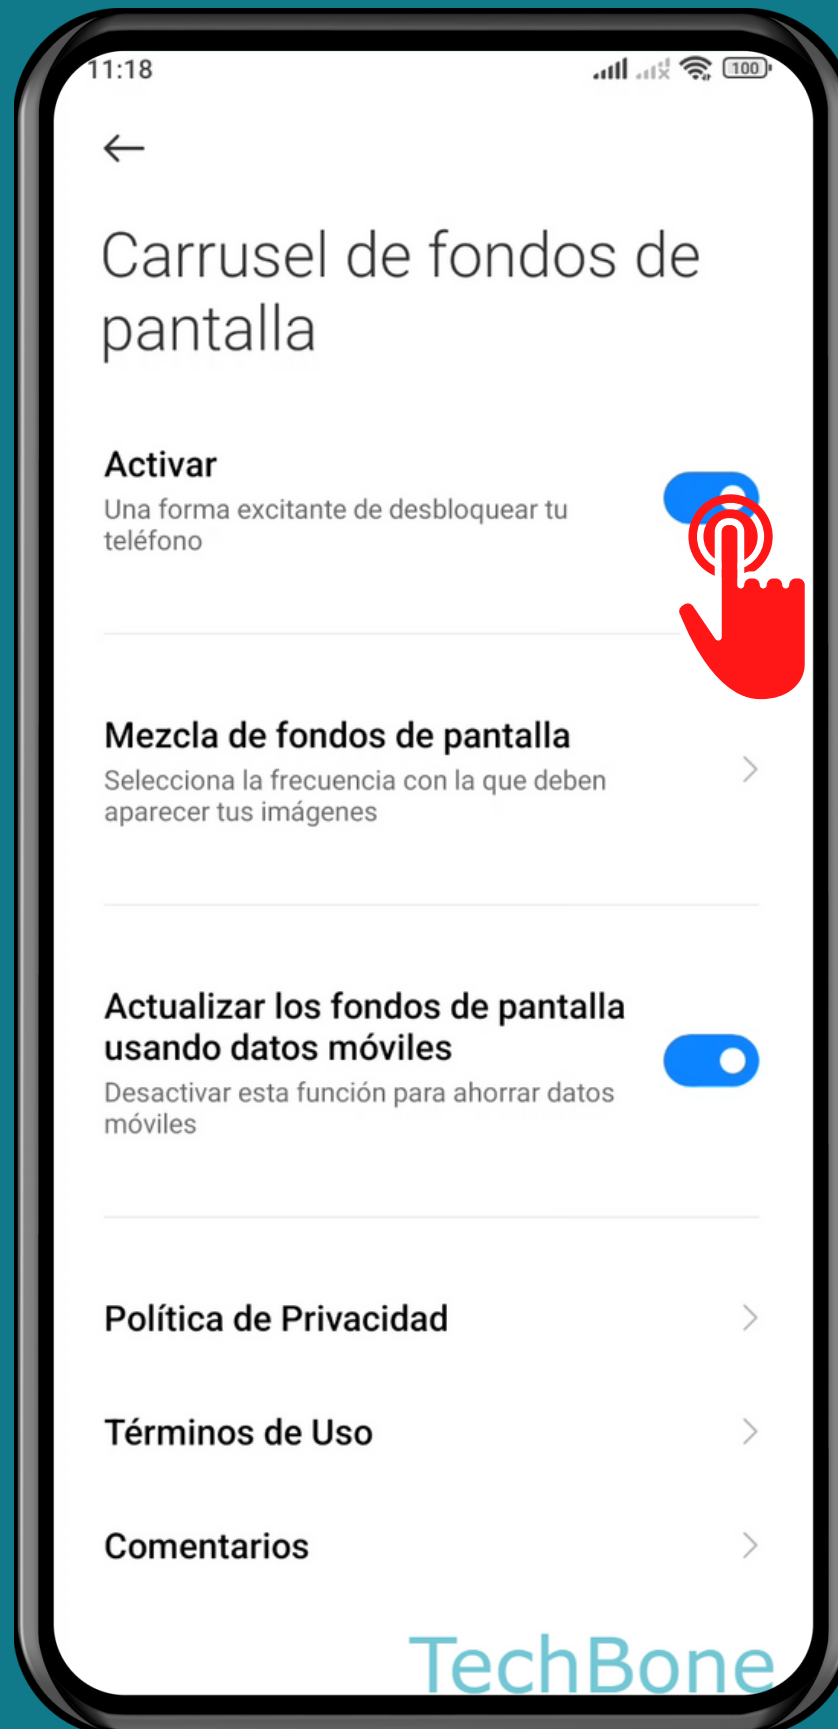 11:18
100
Carrusel de fondos de
pantalla
Activar
Una forma excitante de desbloquear tu
teléfono
Mezcla de fondos de pantalla
Selecciona la frecuencia con la que deben
aparecer tus imágenes
Actualizar los fondos de pantalla
usando datos móviles
Desactivar esta función para ahorrar datos
móviles
Política de Privacidad
Términos de Uso
Comentarios
TechBone